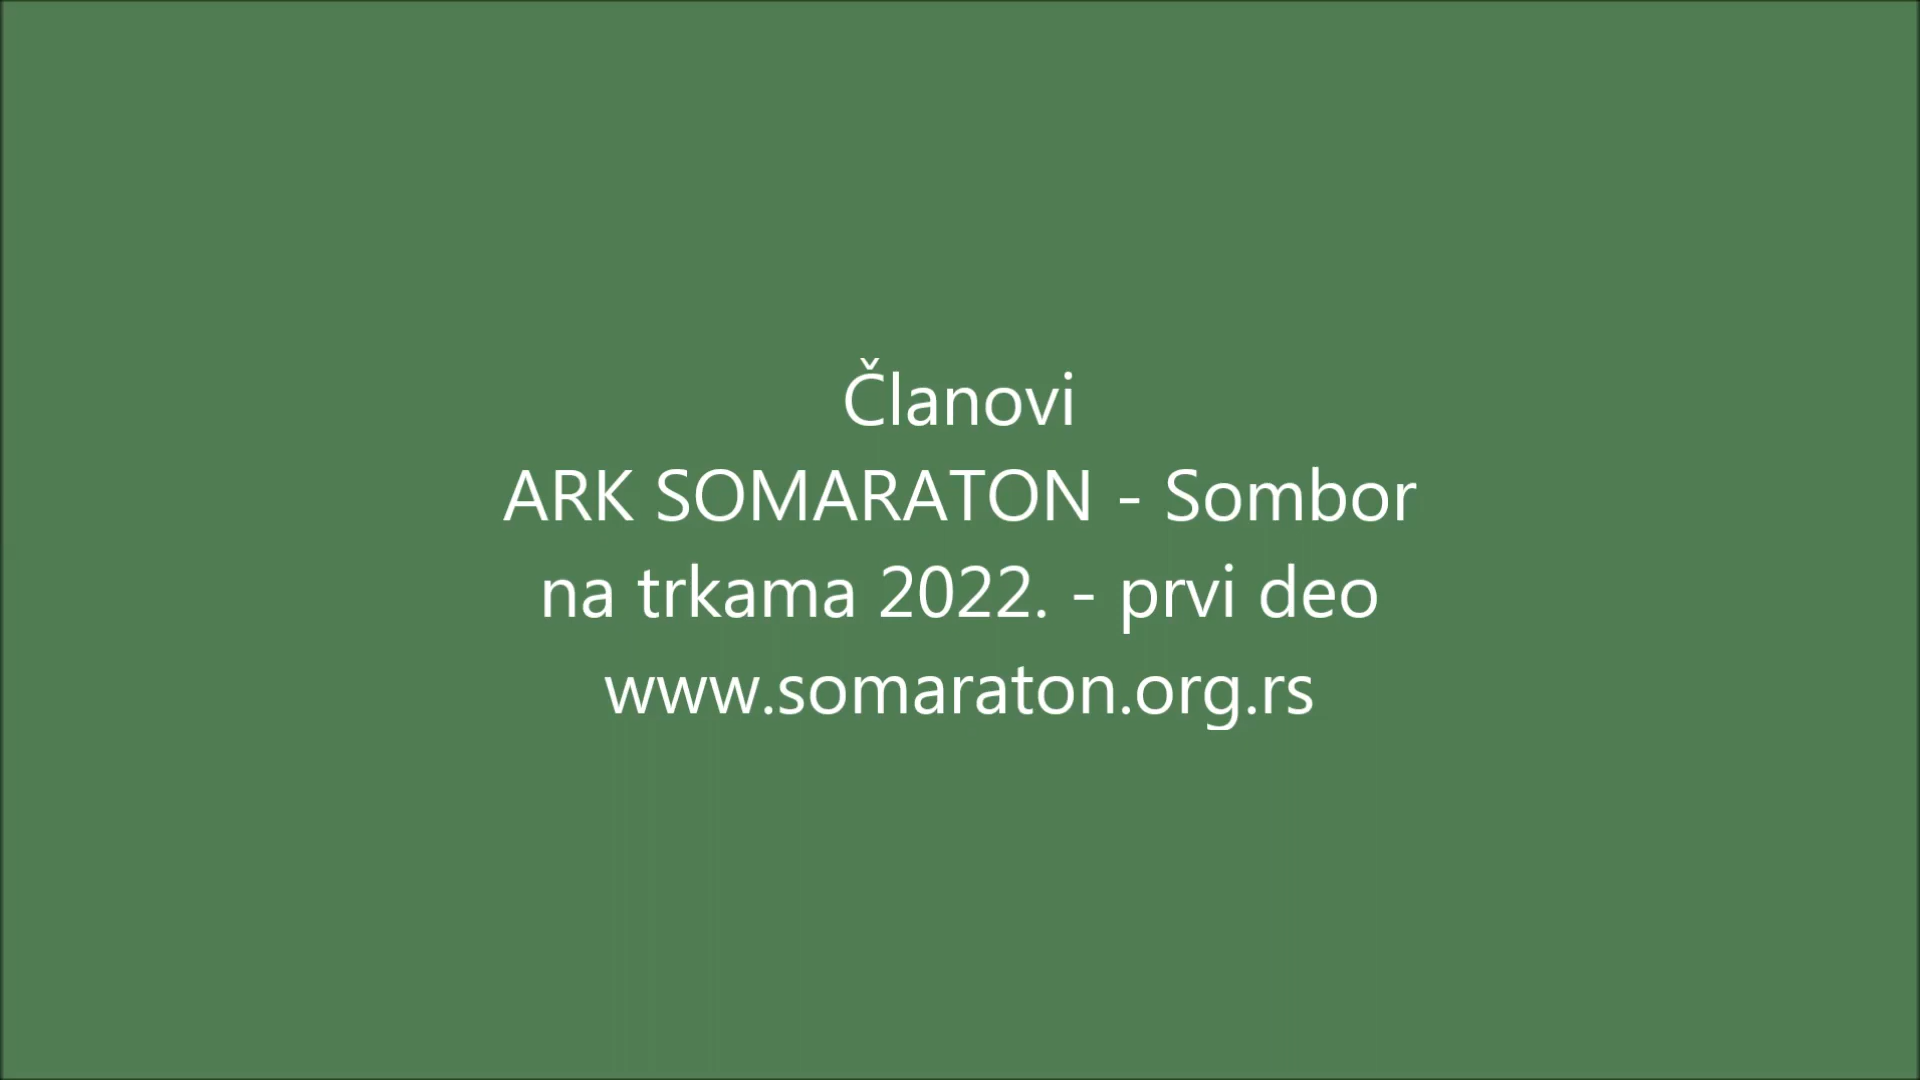 Članovi
ARK SOMARATON - Sombor
na trkama 2022. - prvi deo
www.somaraton.org.rs